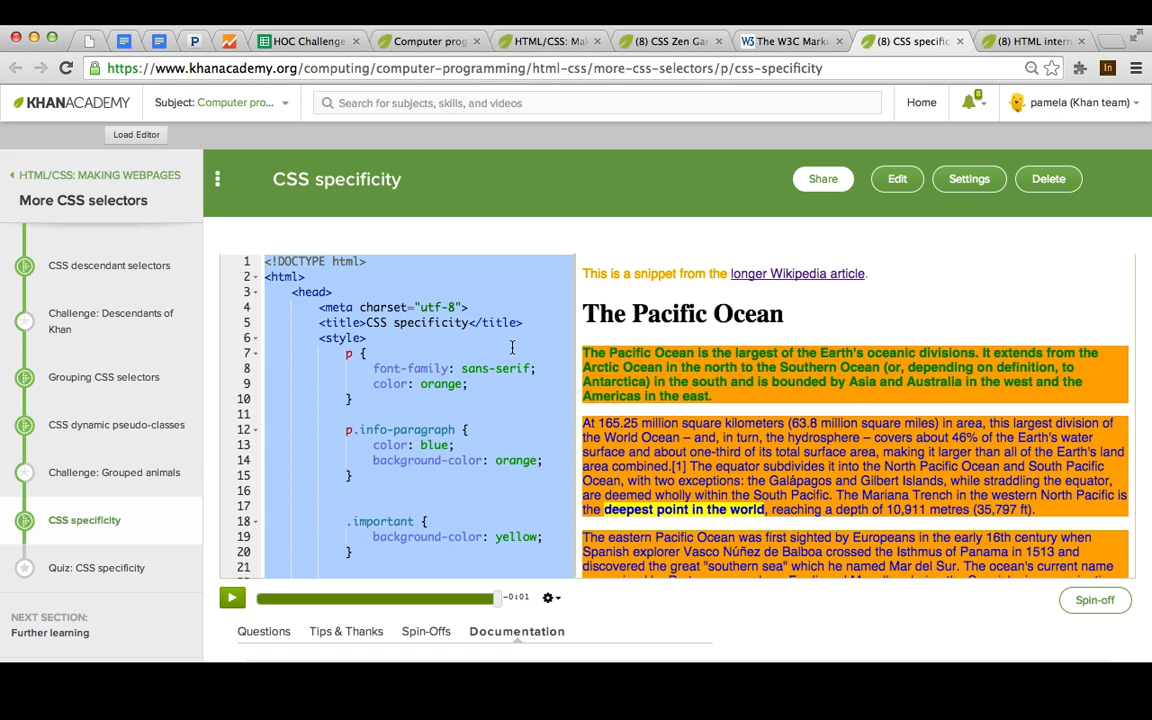 HOC Challenge
Computer prog
HTML/CSS: Mak
(8) CSS Zen Gar
W3 The W3C Marku
(8) CSS specific
(8) HTML intern
https://www.khanacademy.org/computing/computer-programming/html-css/more-css-selectors/p/css-specificity
KHANACADEMY
Subject: Computer pro...
Search for subjects, skills, and videos
Home
8
pamela (Khan team)
Load Editor
HTML/CSS: MAKING WEBPAGES
More CSS selectors
CSS specificity
Share
Edit
Settings
Delete
CSS descendant selectors
Challenge: Descendants of
Khan
Grouping CSS selectors
CSS dynamic pseudo-classes
Challenge: Grouped animals
CSS specificity
Quiz: CSS specificity
NEXT SECTION:
Further learning
1 <!DOCTYPE html>
2 <html>
3 <head>
4 <meta charset="utf-8">
5 <title>CSS specificity</title>
6 <style>
7 p {
8 font-family: sans-serif;
9 color: orange;
10 }
11
12 p.info-paragraph {
13 color: blue;
14 background-color: orange;
15 }
16
17
18 .important {
19 background-color: yellow;
20 }
21
This is a snippet from the longer Wikipedia article.
The Pacific Ocean
The Pacific Ocean is the largest of the Earth's oceanic divisions. It extends from the
Arctic Ocean in the north to the Southern Ocean (or, depending on definition, to
Antarctica) in the south and is bounded by Asia and Australia in the west and the
Americas in the east.
At 165.25 million square kilometers (63.8 million square miles) in area, this largest division of
the World Ocean – and, in turn, the hydrosphere – covers about 46% of the Earth's water
surface and about one-third of its total surface area, making it larger than all of the Earth's land
area combined.[1] The equator subdivides it into the North Pacific Ocean and South Pacific
Ocean, with two exceptions: the Galápagos and Gilbert Islands, while straddling the equator,
are deemed wholly within the South Pacific. The Mariana Trench in the western North Pacific is
the deepest point in the world, reaching a depth of 10,911 metres (35,797 ft).
The eastern Pacific Ocean was first sighted by Europeans in the early 16th century when
Spanish explorer Vasco Núñez de Balboa crossed the Isthmus of Panama in 1513 and
discovered the great "southern sea" which he named Mar del Sur. The ocean's current name
-0:01
Spin-off
Questions
Tips & Thanks
Spin-Offs
Documentation